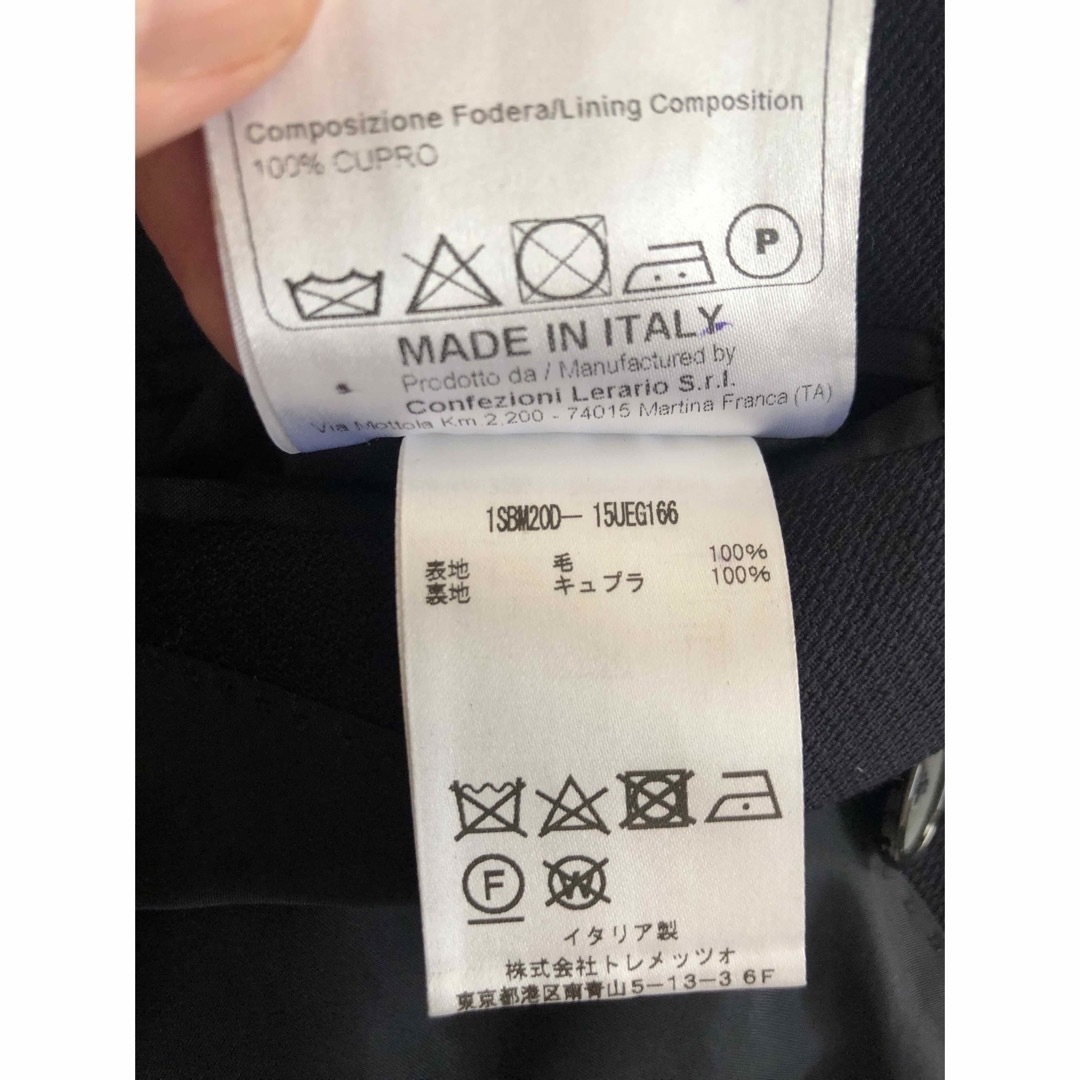 Composizione Fodera/Lining Composition
100% CUPRO
P
MADE IN ITALY
Prodotto da / Manufactured by
s
Confezioni Lerario S.r.l.
Via Mottola Km 2,200 - 74015 Martina Franca (TA)
1SBM20D- 15UEG166
表地 毛 100%
裏地 キュプラ 100%
F W
イタリア製
株式会社トレメッツオ
東京都港区南青山5-13-3 6F